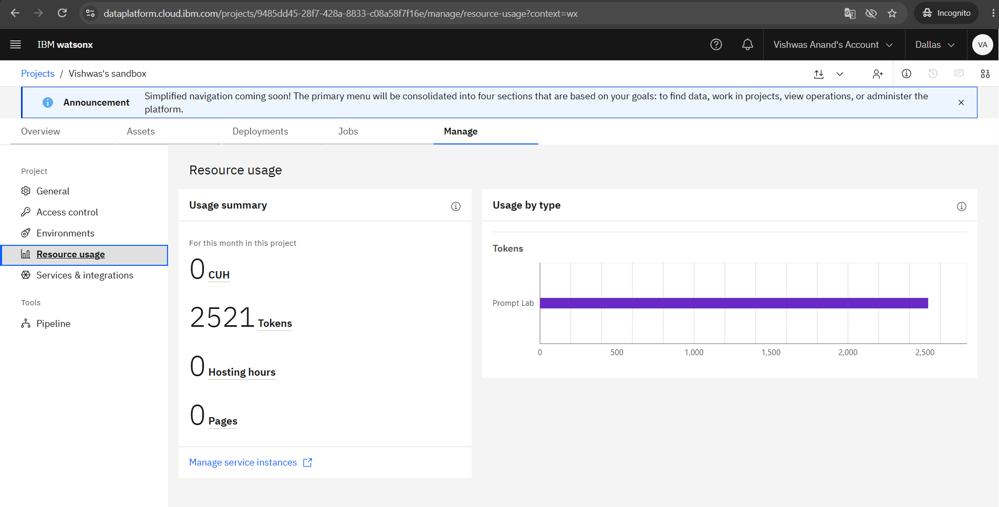 dataplatform.cloud.ibm.com/projects/9485dd45-28f7-428a-8833-c08a58f7f16e/manage/resource-usage?context=wx
Incognito
IBM watsonx
Vishwas Anand's Account
Dallas
VA
Projects / Vishwas's sandbox
Announcement
Simplified navigation coming soon! The primary menu will be consolidated into four sections that are based on your goals: to find data, work in projects, view operations, or administer the
platform.
Overview
Assets
Deployments
Jobs
Manage
Project
General
Access control
Environments
Resource usage
Services & integrations
Tools
Pipeline
Resource usage
Usage summary
For this month in this project
0 CUH
2521 Tokens
0 Hosting hours
0 Pages
Manage service instances
Usage by type
Tokens
Prompt Lab
0 500 1,000 1,500 2,000 2,500